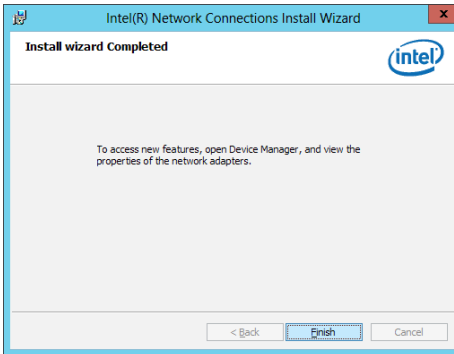 Intel(R) Network Connections Install Wizard
x
Install wizard Completed
intel
To access new features, open Device Manager, and view the
properties of the network adapters.
< Back
Finish
Cancel